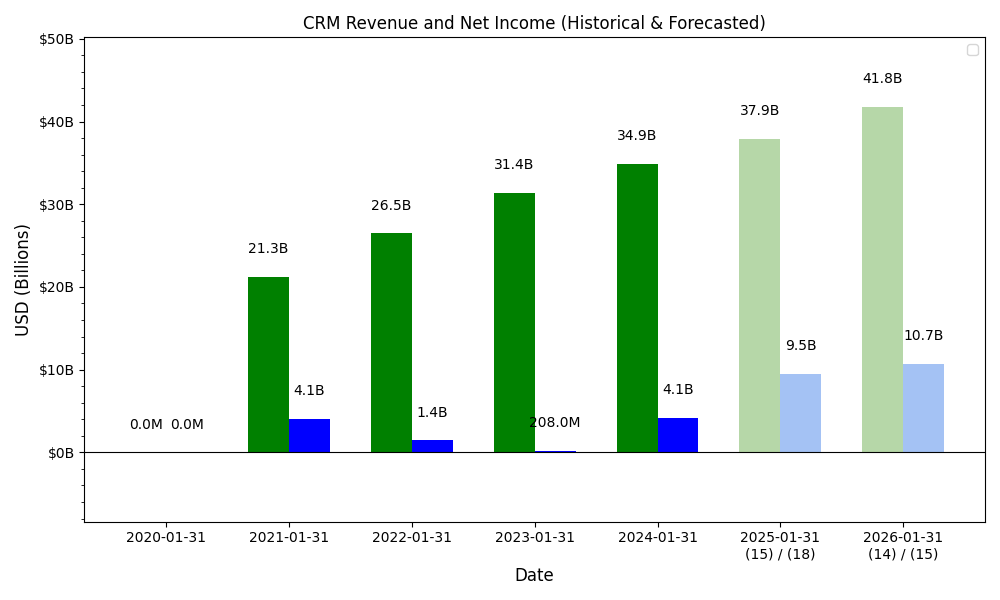 CRM Revenue and Net Income (Historical & Forecasted)
$50B
$40B
$30B
$20B
$10B
$0B
USD (Billions)
0.0M 0.0M
21.3B
4.1B
26.5B
1.4B
31.4B
208.0M
34.9B
4.1B
37.9B
9.5B
41.8B
10.7B
2020-01-31
2021-01-31
2022-01-31
2023-01-31
2024-01-31
2025-01-31
(15) / (18)
2026-01-31
(14) / (15)
Date